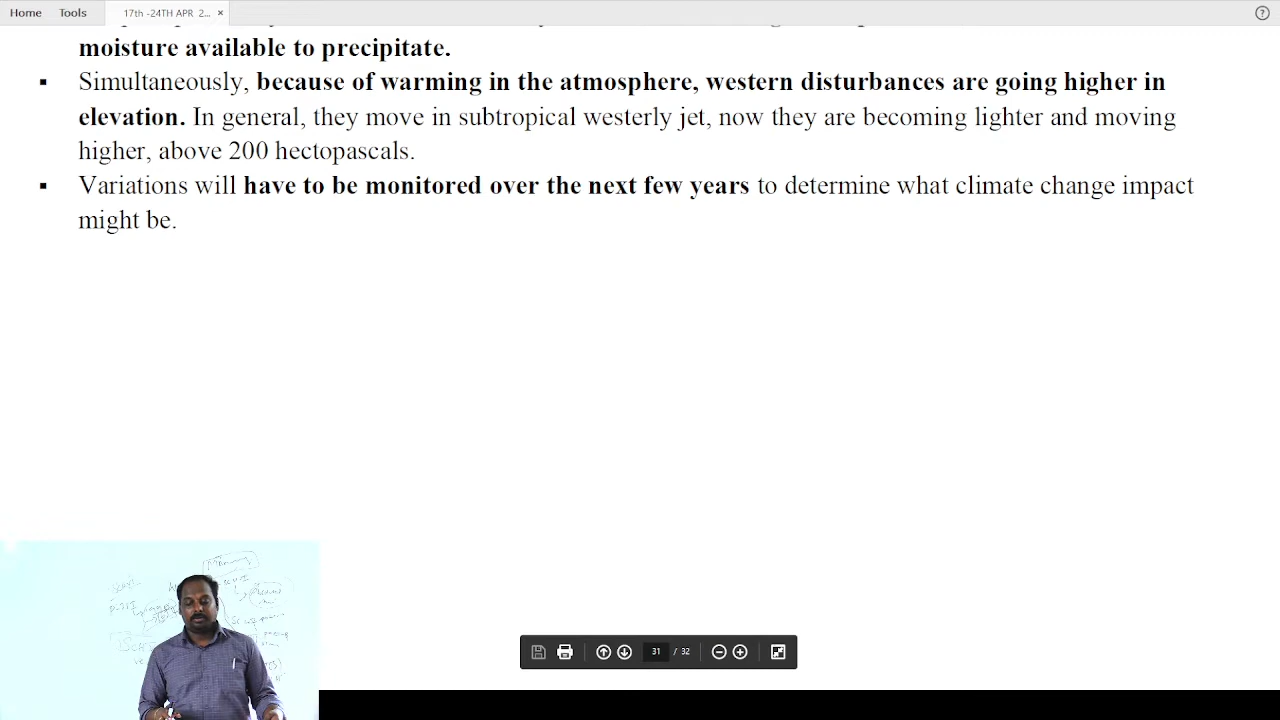 Home Tools 17th -24TH APR 2... ×
moisture available to precipitate.
▪ Simultaneously, because of warming in the atmosphere, western disturbances are going higher in
elevation. In general, they move in subtropical westerly jet, now they are becoming lighter and moving
higher, above 200 hectopascals.
▪ Variations will have to be monitored over the next few years to determine what climate change impact
might be.
31 / 32